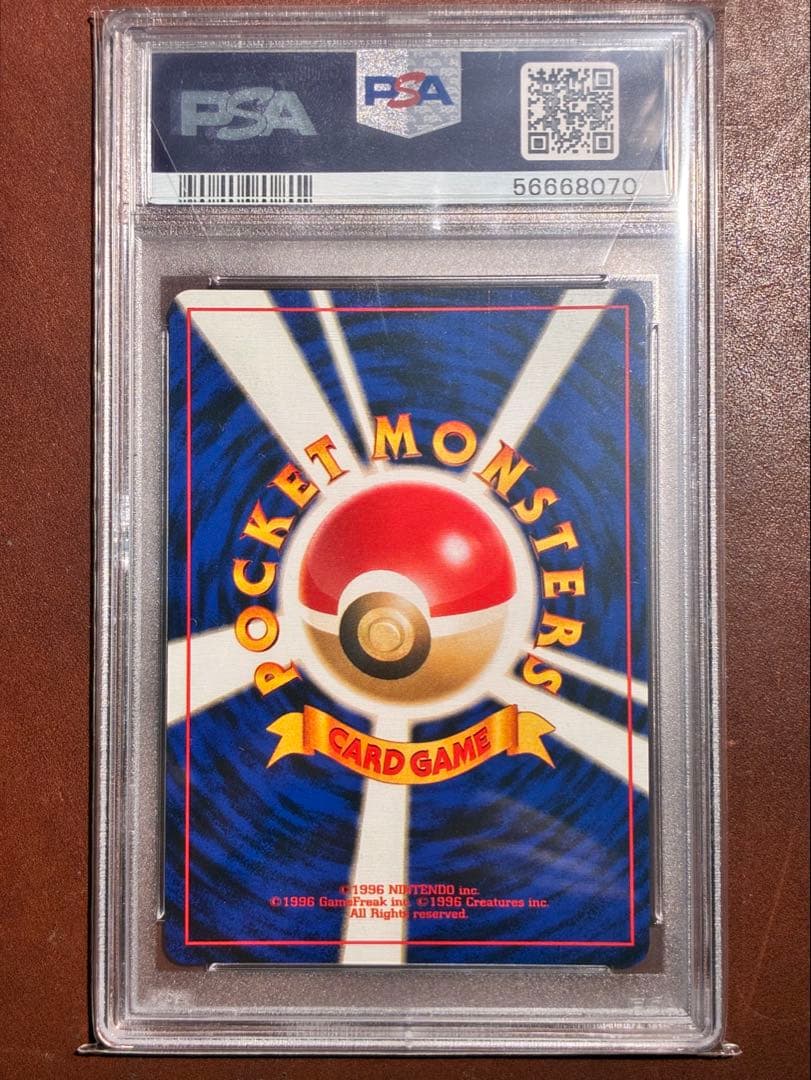 PSA
PSA
56668070
POCKET MONSTERS
CARD GAME
©1996 NINTENDO inc.
©1996 GameFreak inc. ©1996 Creatures inc.
All Rights reserved.